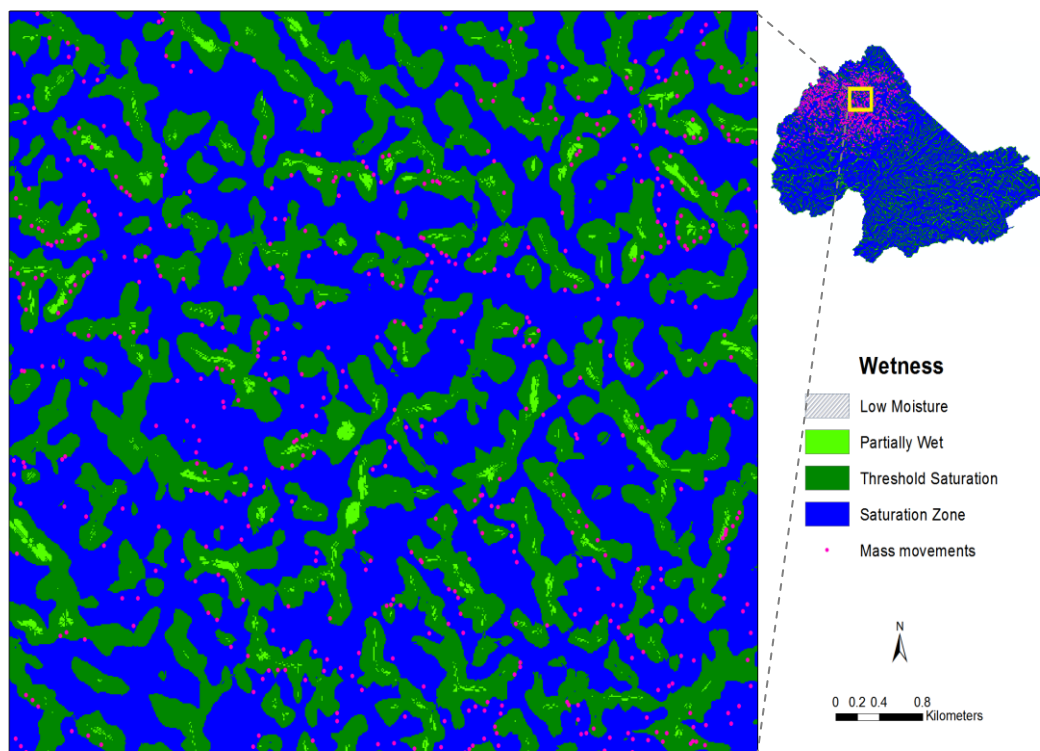 Wetness
Low Moisture
Partially Wet
Threshold Saturation
Saturation Zone
Mass movements
N
0 0.2 0.4 0.8
Kilometers